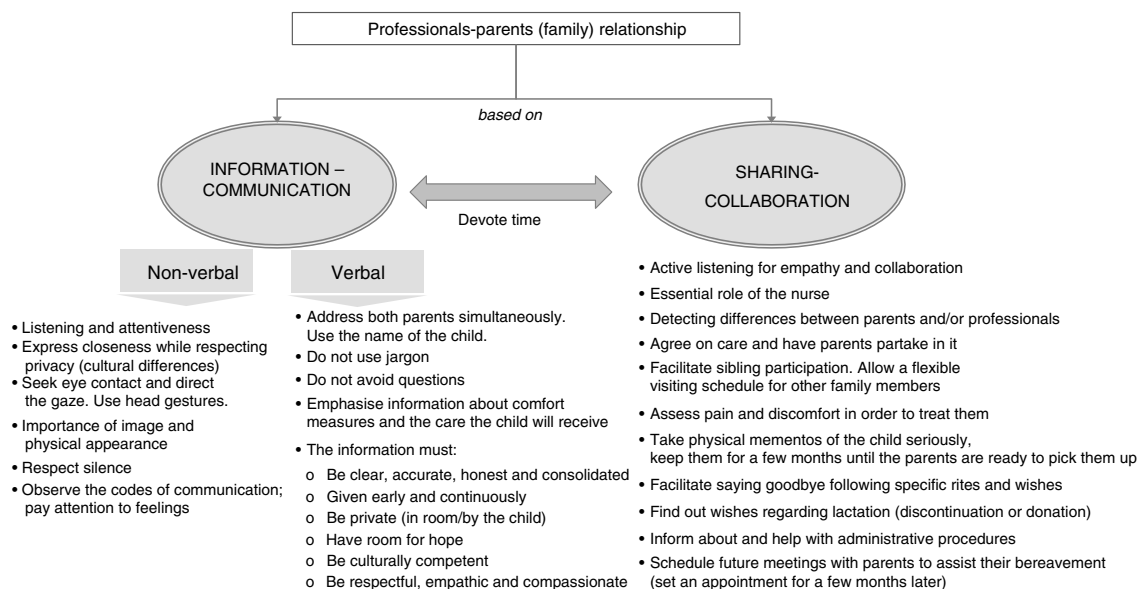 Professionals-parents (family) relationship
based on
INFORMATION –
COMMUNICATION
Devote time
SHARING-
COLLABORATION
Non-verbal
• Listening and attentiveness
• Express closeness while respecting
privacy (cultural differences)
• Seek eye contact and direct
the gaze. Use head gestures.
• Importance of image and
physical appearance
• Respect silence
• Observe the codes of communication;
pay attention to feelings
Verbal
• Address both parents simultaneously.
Use the name of the child.
• Do not use jargon
• Do not avoid questions
• Emphasise information about comfort
measures and the care the child will receive
• The information must:
o Be clear, accurate, honest and consolidated
o Given early and continuously
o Be private (in room/by the child)
o Have room for hope
o Be culturally competent
o Be respectful, empathic and compassionate
• Active listening for empathy and collaboration
• Essential role of the nurse
• Detecting differences between parents and/or professionals
• Agree on care and have parents partake in it
• Facilitate sibling participation. Allow a flexible
visiting schedule for other family members
• Assess pain and discomfort in order to treat them
• Take physical mementos of the child seriously,
keep them for a few months until the parents are ready to pick them up
• Facilitate saying goodbye following specific rites and wishes
• Find out wishes regarding lactation (discontinuation or donation)
• Inform about and help with administrative procedures
• Schedule future meetings with parents to assist their bereavement
(set an appointment for a few months later)